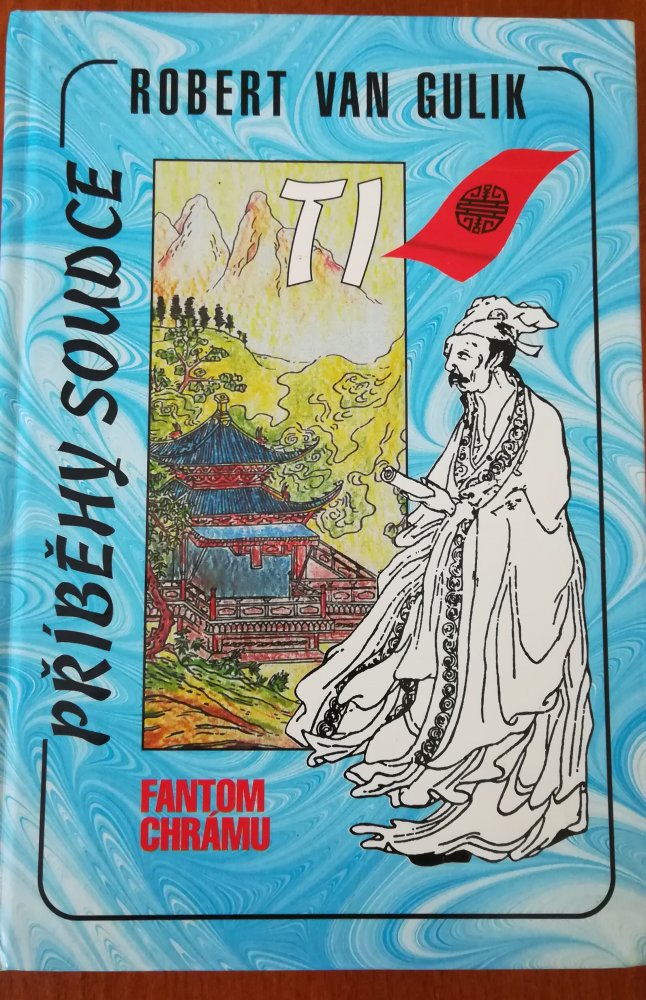 ROBERT VAN GULIK
PŘÍBĚHY SOUDCE
TI
FANTOM
CHRÁMU